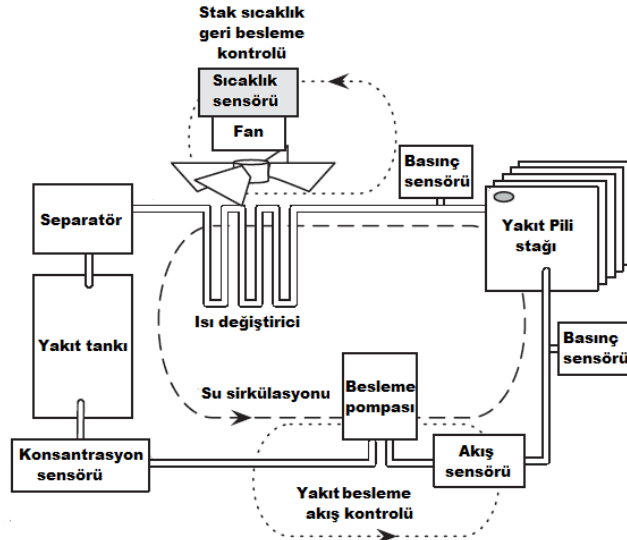 Stak sıcaklık
geri besleme
kontrolü
Sıcaklık
sensörü
Fan
Basınç
sensörü
Separatör
Yakıt Pili
stağı
Isı değiştirici
Yakıt tankı
Basınç
sensörü
Su sirkülasyonu
Besleme
pompası
Konsantrasyon
sensörü
Akış
sensörü
Yakıt besleme
akış kontrolü